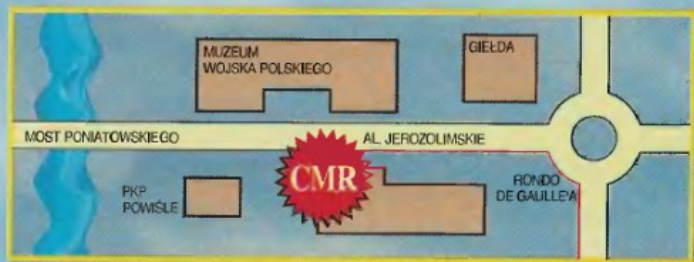 MUZEUM
WOJSKA POLSKIEGO
GIEŁDA
MOST PONIATOWSKIEGO
AL. JEROZOLIMSKIE
CMR
PKP
POWIŚLE
RONDO
DE GAULLE'A